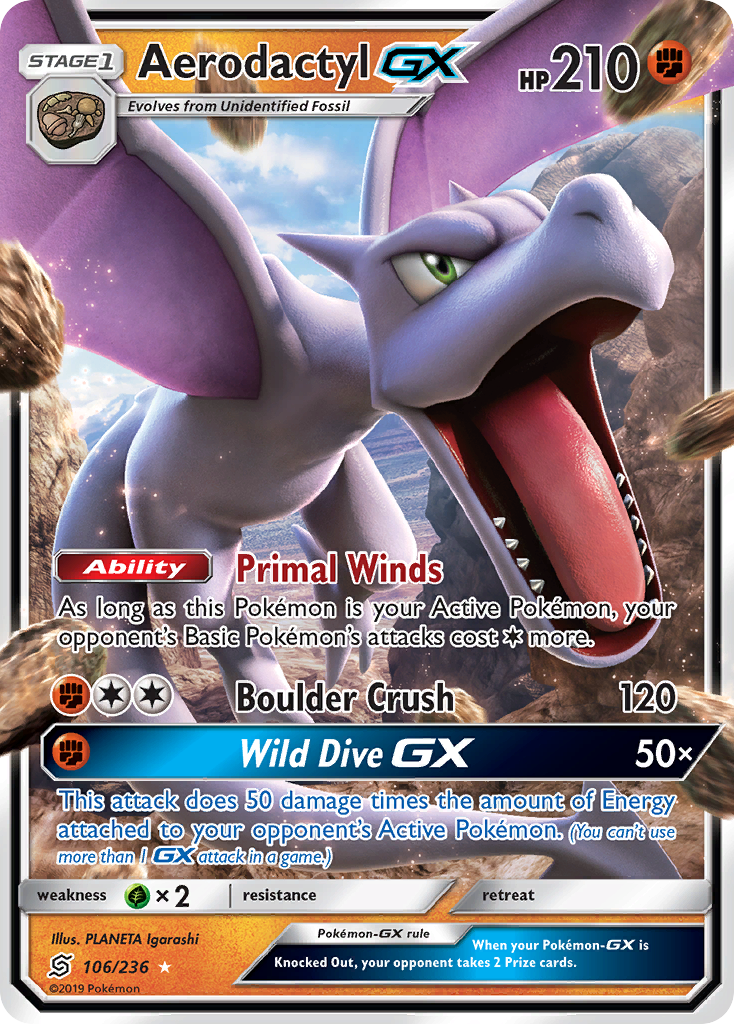 STAGE 1 Aerodactyl GX HP 210
Evolves from Unidentified Fossil
Ability Primal Winds
As long as this Pokémon is your Active Pokémon, your
opponent's Basic Pokémon's attacks cost more.
Boulder Crush 120
Wild Dive GX 50×
This attack does 50 damage times the amount of Energy
attached to your opponent's Active Pokémon. (You can't use
more than 1 GX attack in a game.)
weakness × 2 resistance retreat
Illus. PLANETA Igarashi
106/236
©2019 Pokémon
Pokémon-GX rule
When your Pokémon-GX is
Knocked Out, your opponent takes 2 Prize cards.